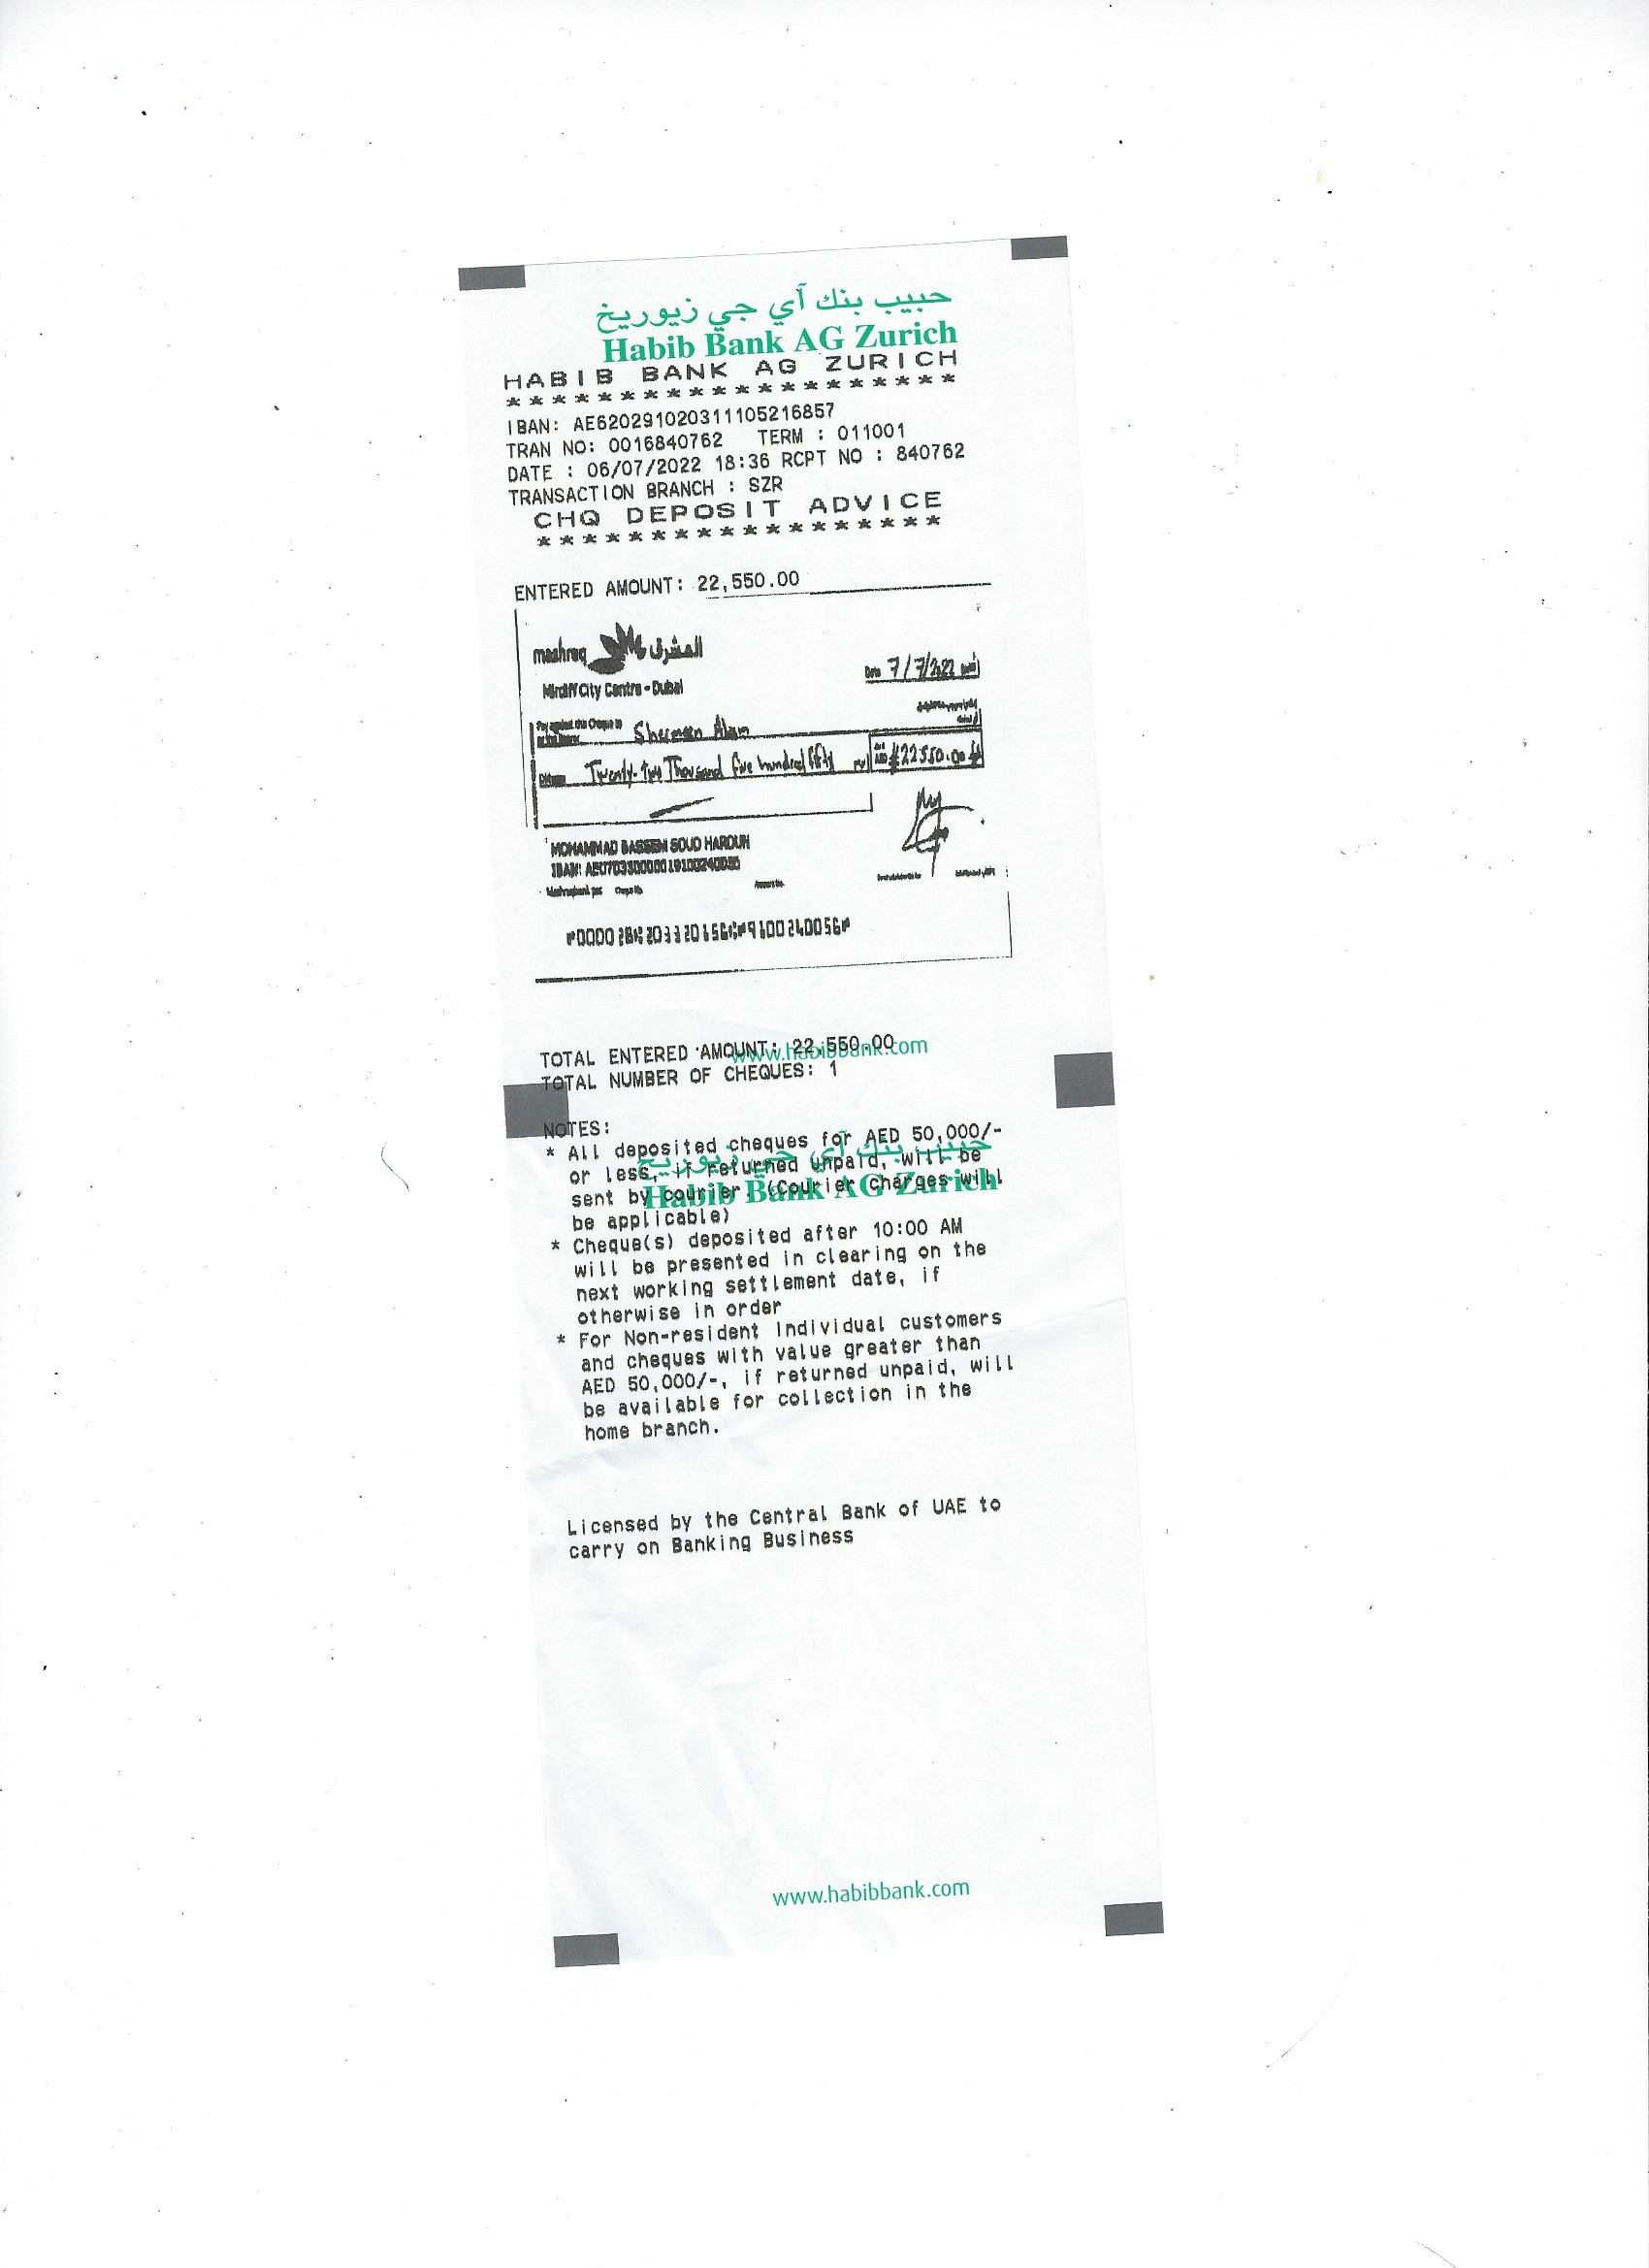 حبيب بنك آي جي زيوريخ
Habib Bank AG Zurich
HABIB BANK AG ZURICH
********************
IBAN: AE620291020311105216857
TRAN NO: 0016840762 TERM : 011001
DATE : 06/07/2022 18:36 RCPT NO : 840762
TRANSACTION BRANCH : SZR
CHQ DEPOSIT ADVICE
******************
ENTERED AMOUNT: 22,550.00
mashreq المشرق
Mirdiff City Centre - Dubai
Date 7/7/2022
Pay against this Cheque to
or the Bearer
Shermeen Alam
Twenty-two Thousand five hundred fifty
#22550.00#
MOHAMMAD BASSEM SOUD HAROUN
Mashreqbank psc Cheque No. Account No.
TOTAL ENTERED AMOUNT: 22,550.00
www.habibbank.com
TOTAL NUMBER OF CHEQUES: 1
NOTES:
* All deposited cheques for AED 50,000/-
or less, if returned unpaid, will be
sent by courier. (Courier charges will
be applicable)
حبيب بنك آي جي زيوريخ
Habib Bank AG Zurich
* Cheque(s) deposited after 10:00 AM
will be presented in clearing on the
next working settlement date, if
otherwise in order
* For Non-resident Individual customers
and cheques with value greater than
AED 50,000/-, if returned unpaid, will
be available for collection in the
home branch.
Licensed by the Central Bank of UAE to
carry on Banking Business
www.habibbank.com